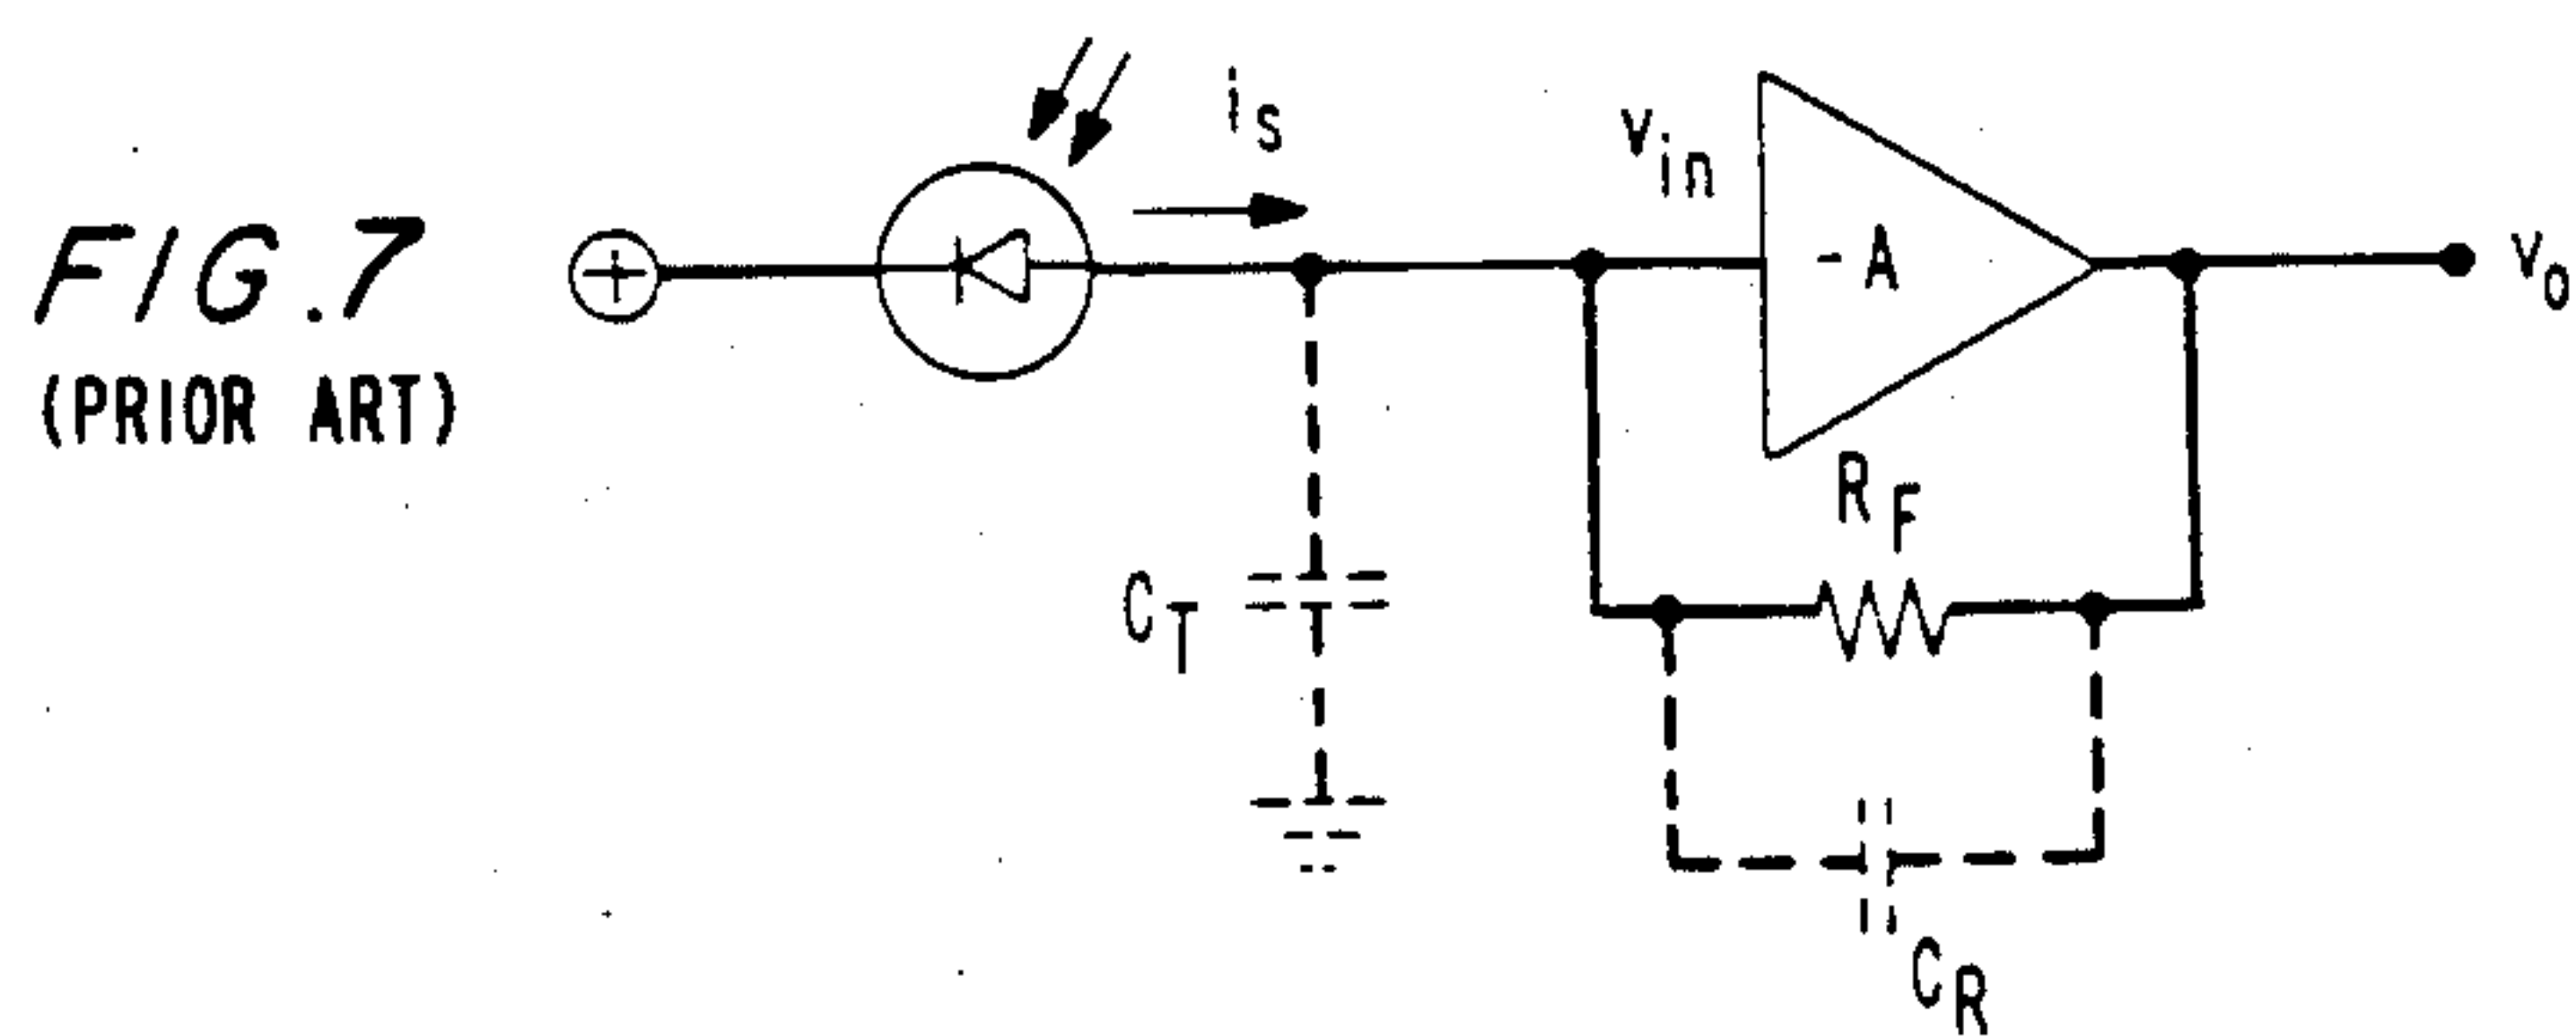 FIG.7
(PRIOR ART)
+
iS
vin
-A
vo
RF
CT
CR